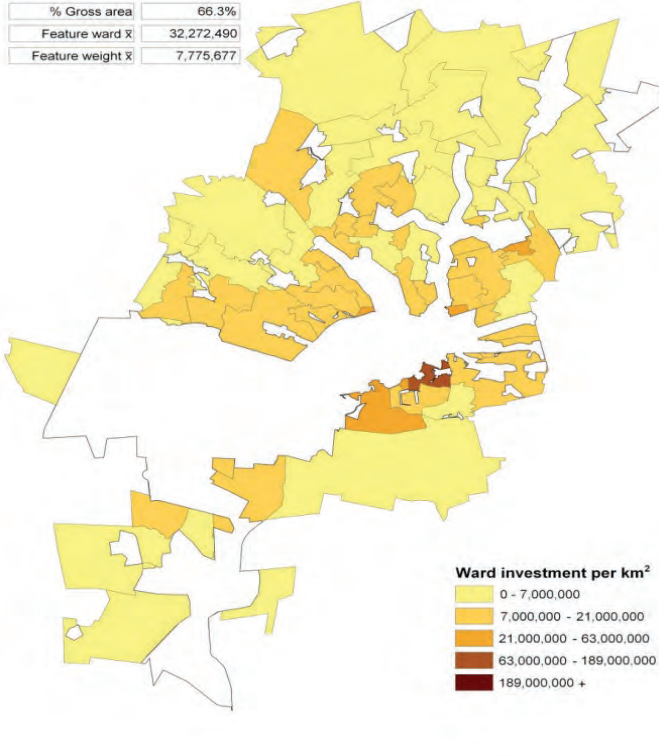 % Gross area 66.3%
Feature ward x̄ 32,272,490
Feature weight x̄ 7,775,677
Ward investment per km²
0 - 7,000,000
7,000,000 - 21,000,000
21,000,000 - 63,000,000
63,000,000 - 189,000,000
189,000,000 +